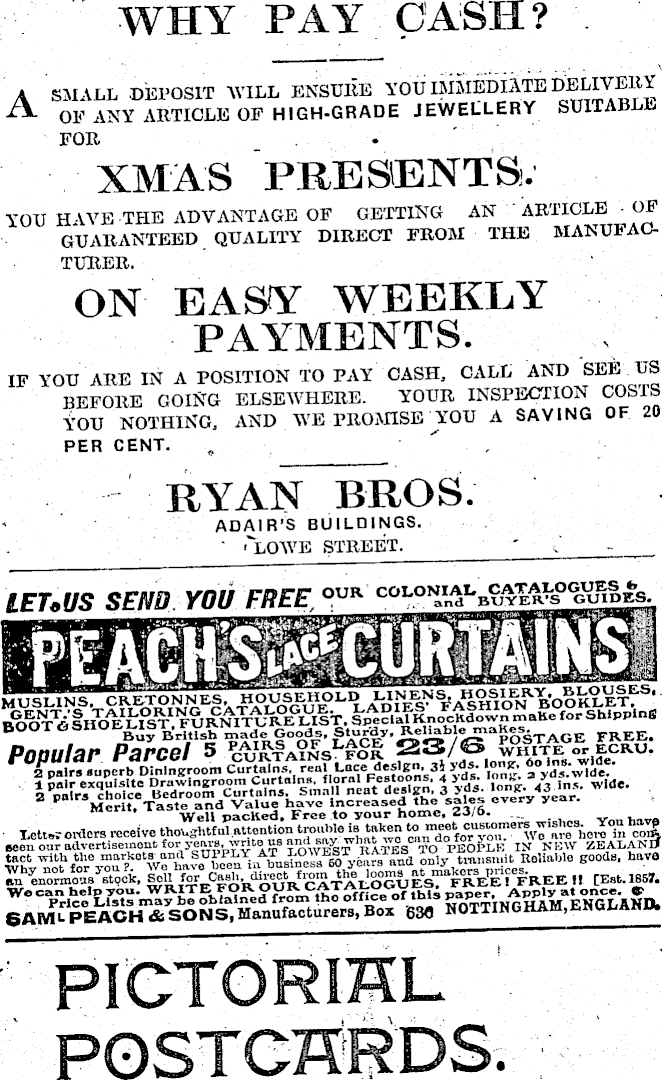 WHY PAY CASH?
A SMALL DEPOSIT WILL ENSURE YOU IMMEDIATE DELIVERY
OF ANY ARTICLE OF HIGH-GRADE JEWELLERY SUITABLE
FOR
XMAS PRESENTS.
YOU HAVE THE ADVANTAGE OF GETTING AN ARTICLE OF
GUARANTEED QUALITY DIRECT FROM THE MANUFAC-
TURER.
ON EASY WEEKLY
PAYMENTS.
IF YOU ARE IN A POSITION TO PAY CASH, CALL AND SEE US
BEFORE GOING ELSEWHERE. YOUR INSPECTION COSTS
YOU NOTHING, AND WE PROMISE YOU A SAVING OF 20
PER CENT.
RYAN BROS.
ADAIR'S BUILDINGS.
LOWE STREET.
LET US SEND YOU FREE OUR COLONIAL CATALOGUES &
and BUYER'S GUIDES.
PEACH'S LACE CURTAINS
MUSLINS, CRETONNES, HOUSEHOLD LINENS, HOSIERY, BLOUSES,
GENT.'S TAILORING CATALOGUE. LADIES' FASHION BOOKLET,
BOOT & SHOE LIST, FURNITURE LIST, Special Knockdown make for Shipping
Buy British made Goods, Sturdy, Reliable makes.
Popular Parcel 5 PAIRS OF LACE CURTAINS FOR 23/6 POSTAGE FREE. WHITE or ECRU.
2 pairs superb Diningroom Curtains, real Lace design, 3½ yds. long, 60 ins. wide.
1 pair exquisite Drawingroom Curtains, floral Festoons, 4 yds. long, 2 yds. wide.
2 pairs choice Bedroom Curtains, Small neat design, 3 yds. long, 43 ins. wide.
Merit, Taste and Value have increased the sales every year.
Well packed, Free to your home, 23/6.
Letter orders receive thoughtful attention trouble is taken to meet customers wishes. You have
seen our advertisement for years, write us and say what we can do for you. We are here in con-
tact with the markets and SUPPLY AT LOWEST RATES TO PEOPLE IN NEW ZEALAND
Why not for you?. We have been in business 60 years and only transmit Reliable goods, have
an enormous stock, Sell for Cash, direct from the looms at makers prices.
We can help you. WRITE FOR OUR CATALOGUES, FREE! FREE!! [Est. 1857.
Price Lists may be obtained from the office of this paper, Apply at once.
SAML PEACH & SONS, Manufacturers, Box 636 NOTTINGHAM, ENGLAND.
PICTORIAL
POSTCARDS.